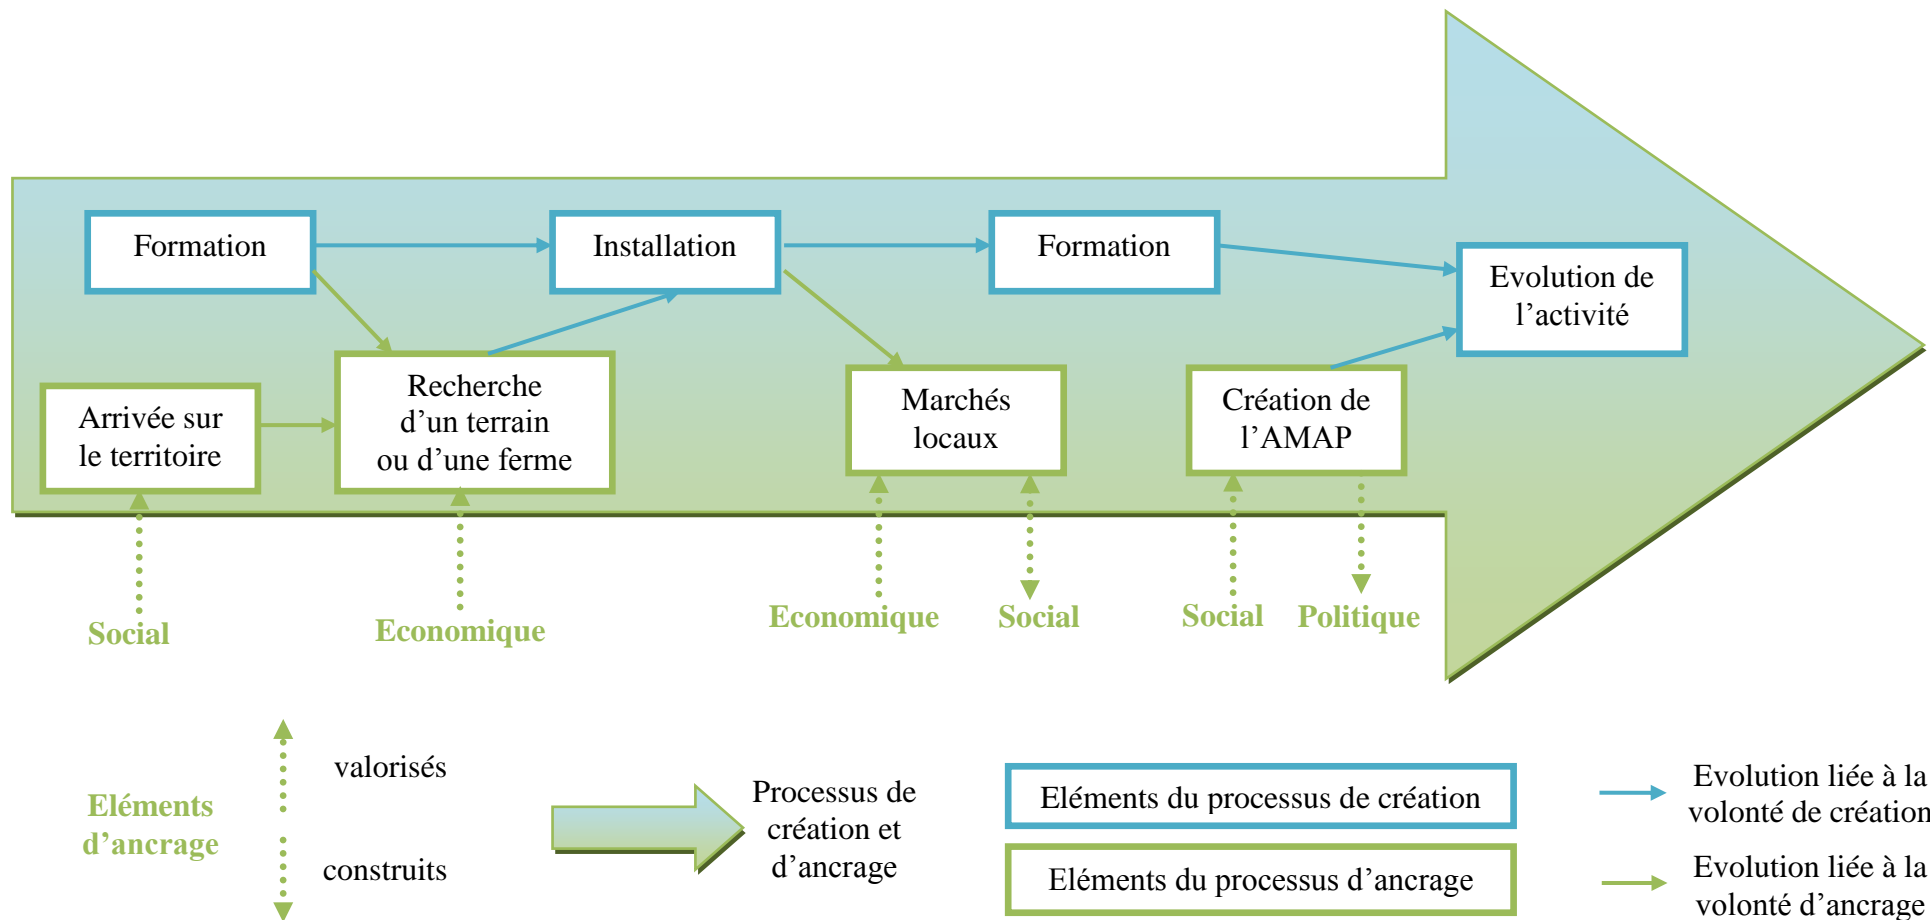 Formation
Installation
Formation
Evolution de
l’activité
Arrivée sur
le territoire
Recherche
d’un terrain
ou d’une ferme
Marchés
locaux
Création de
l’AMAP
Social
Economique
Economique
Social
Social
Politique
Eléments
d’ancrage
valorisés
construits
Processus de
création et
d’ancrage
Eléments du processus de création
Eléments du processus d’ancrage
Evolution liée à la
volonté de création
Evolution liée à la
volonté d’ancrage